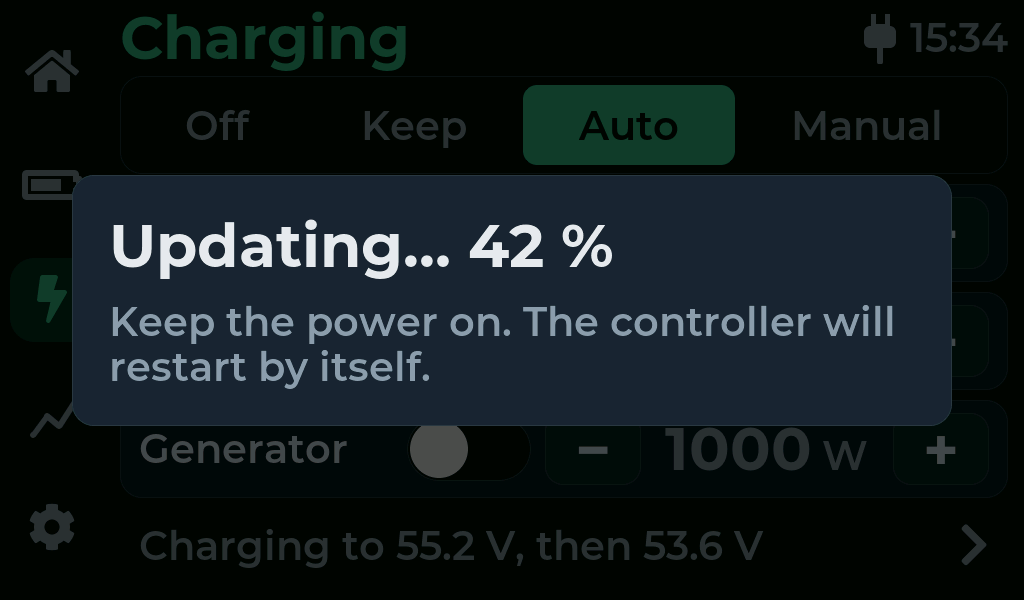 Charging
15:34
Off
Keep
Auto
Manual
Updating... 42 %
Keep the power on. The controller will
restart by itself.
Generator
− 1000 W +
Charging to 55.2 V, then 53.6 V